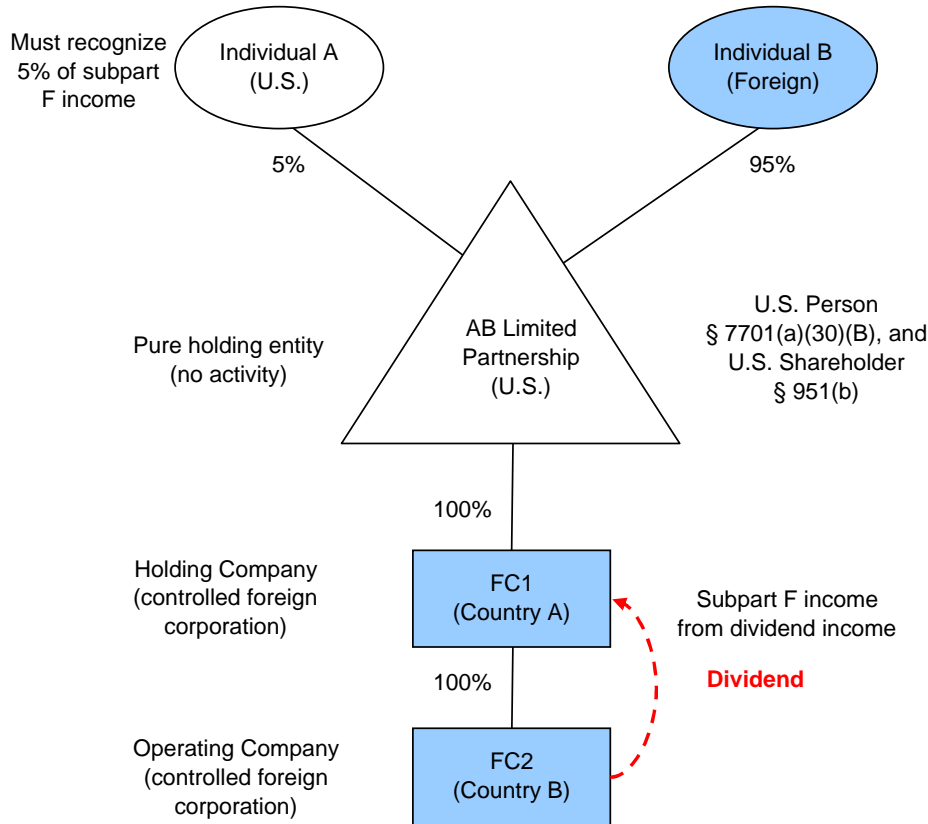 Must recognize
5% of subpart
F income
Individual A
(U.S.)
Individual B
(Foreign)
5%
95%
Pure holding entity
(no activity)
AB Limited
Partnership
(U.S.)
U.S. Person
§ 7701(a)(30)(B), and
U.S. Shareholder
§ 951(b)
100%
Holding Company
(controlled foreign
corporation)
FC1
(Country A)
Subpart F income
from dividend income
100%
Dividend
Operating Company
(controlled foreign
corporation)
FC2
(Country B)